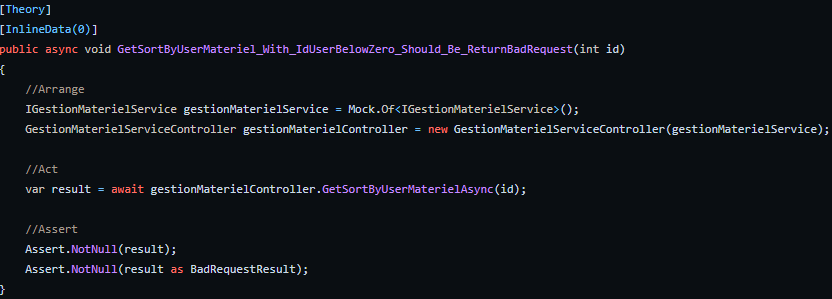 [Theory]
[InlineData(0)]
public async void GetSortByUserMateriel_With_IdUserBelowZero_Should_Be_ReturnBadRequest(int id)
{
//Arrange
IGestionMaterielService gestionMaterielService = Mock.Of<IGestionMaterielService>();
GestionMaterielServiceController gestionMaterielController = new GestionMaterielServiceController(gestionMaterielService);
//Act
var result = await gestionMaterielController.GetSortByUserMaterielAsync(id);
//Assert
Assert.NotNull(result);
Assert.NotNull(result as BadRequestResult);
}